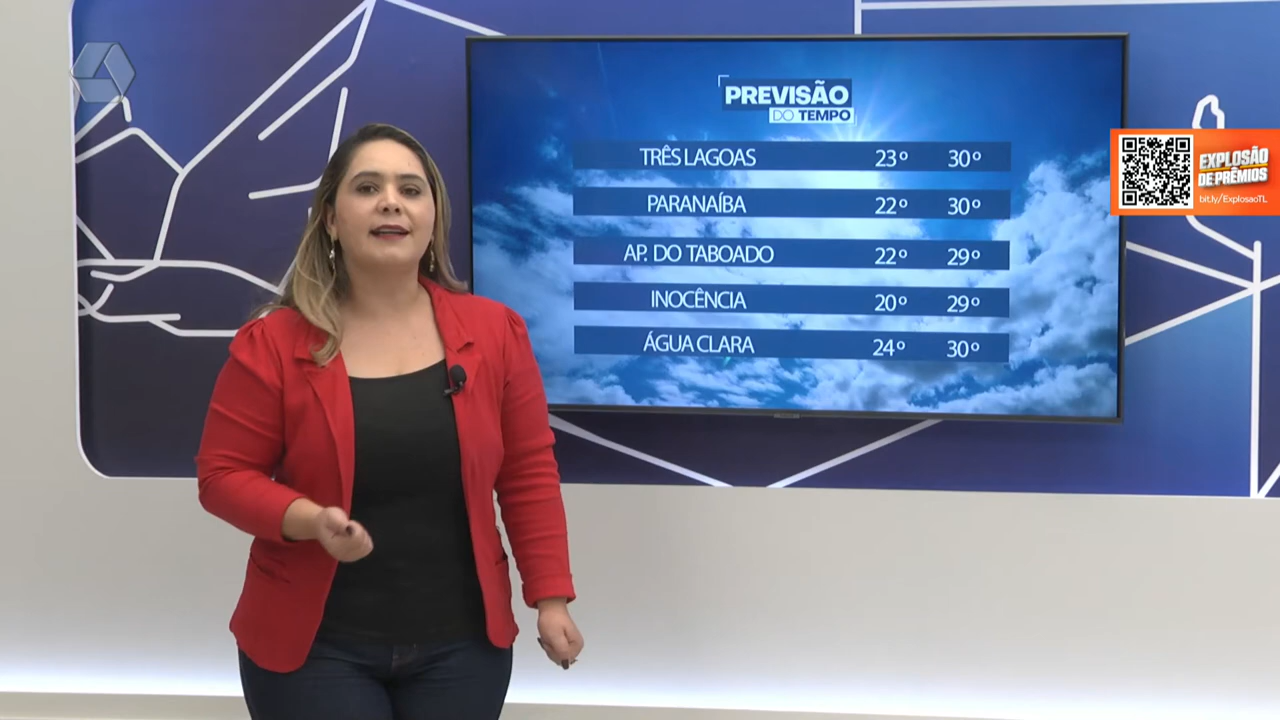 PREVISÃO
DO TEMPO
TRÊS LAGOAS 23º 30º
PARANAÍBA 22º 30º
AP. DO TABOADO 22º 29º
INOCÊNCIA 20º 29º
ÁGUA CLARA 24º 30º
EXPLOSÃO
DE PRÊMIOS
bit.ly/ExplosaoTL